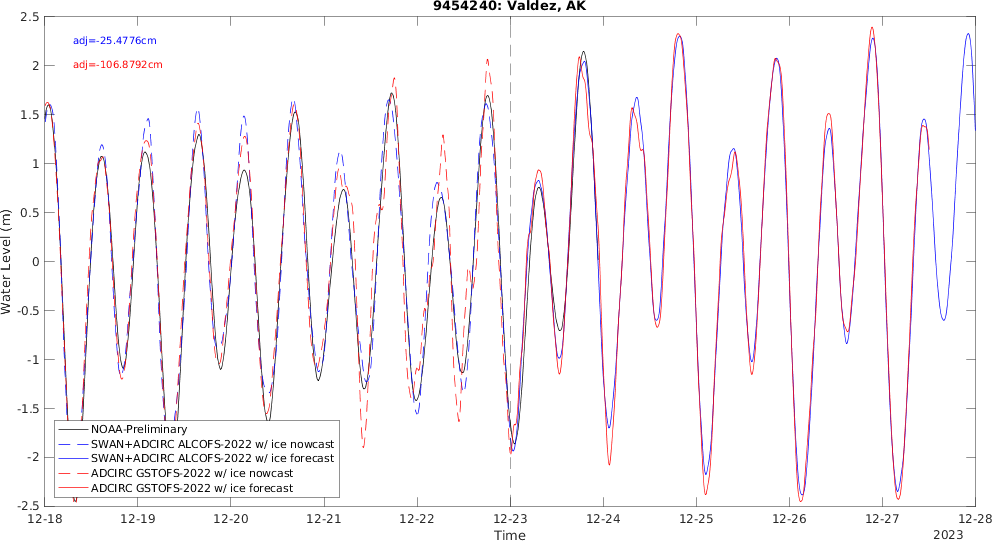 9454240: Valdez, AK
adj=-25.4776cm
adj=-106.8792cm
Water Level (m)
2.5
2
1.5
1
0.5
0
-0.5
-1
-1.5
-2
-2.5
NOAA-Preliminary
SWAN+ADCIRC ALCOFS-2022 w/ ice nowcast
SWAN+ADCIRC ALCOFS-2022 w/ ice forecast
ADCIRC GSTOFS-2022 w/ ice nowcast
ADCIRC GSTOFS-2022 w/ ice forecast
12-18 12-19 12-20 12-21 12-22 12-23 12-24 12-25 12-26 12-27 12-28
Time
2023